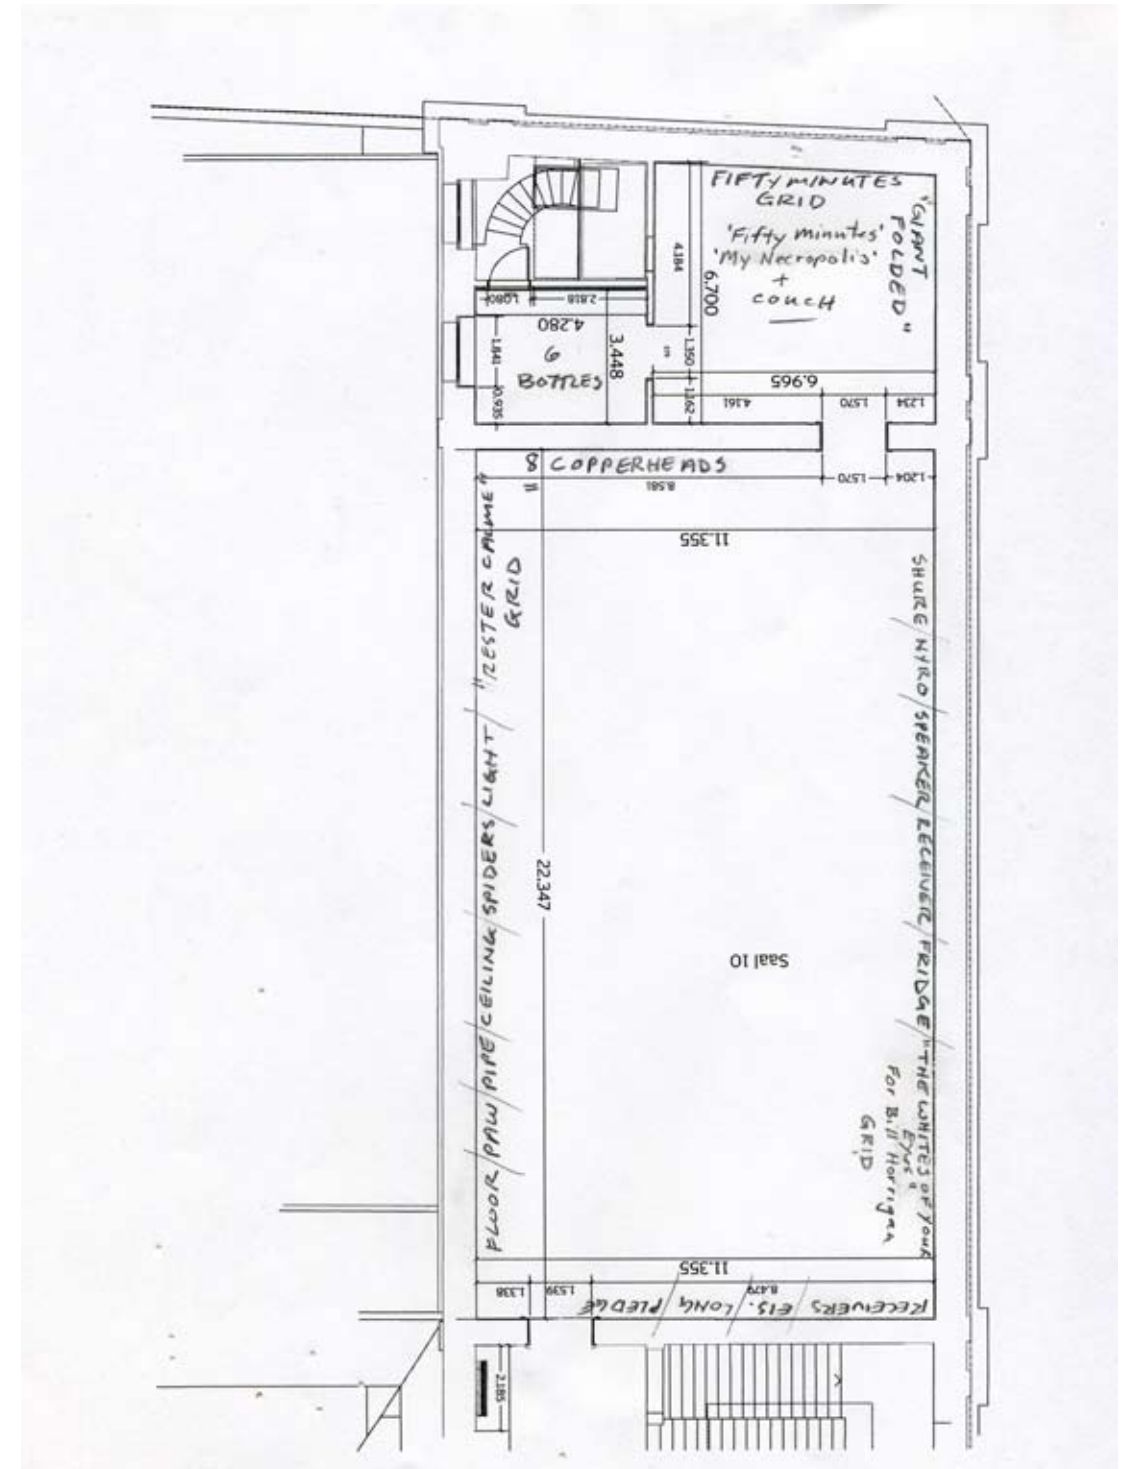 FIFTY MINUTES
GRID
'Fifty Minutes'
'My Necropolis'
+
COUCH
"GIANT
FOLDED"
4.184
6.700
1.080
2.818
4.280
6
BOTTLES
3.448
1.841
0.935
1.350
1.162
6.965
4.161
1.570
1.234
8 COPPERHEADS
8.581
1.570
1.204
11.355
"RESTER CALME"
GRID
FLOOR/PAW/PIPE/CEILING/SPIDERS/LIGHT/
22.347
Saal 10
SHURE/NYRO/SPEAKER/RECEIVER/FRIDGE/"THE WHITES OF YOUR
EYES"
For Bill Horrigan
GRID
11.355
1.338
1.539
8.479
RECEIVERS/EIS./LONG/PLEDGE
2.185